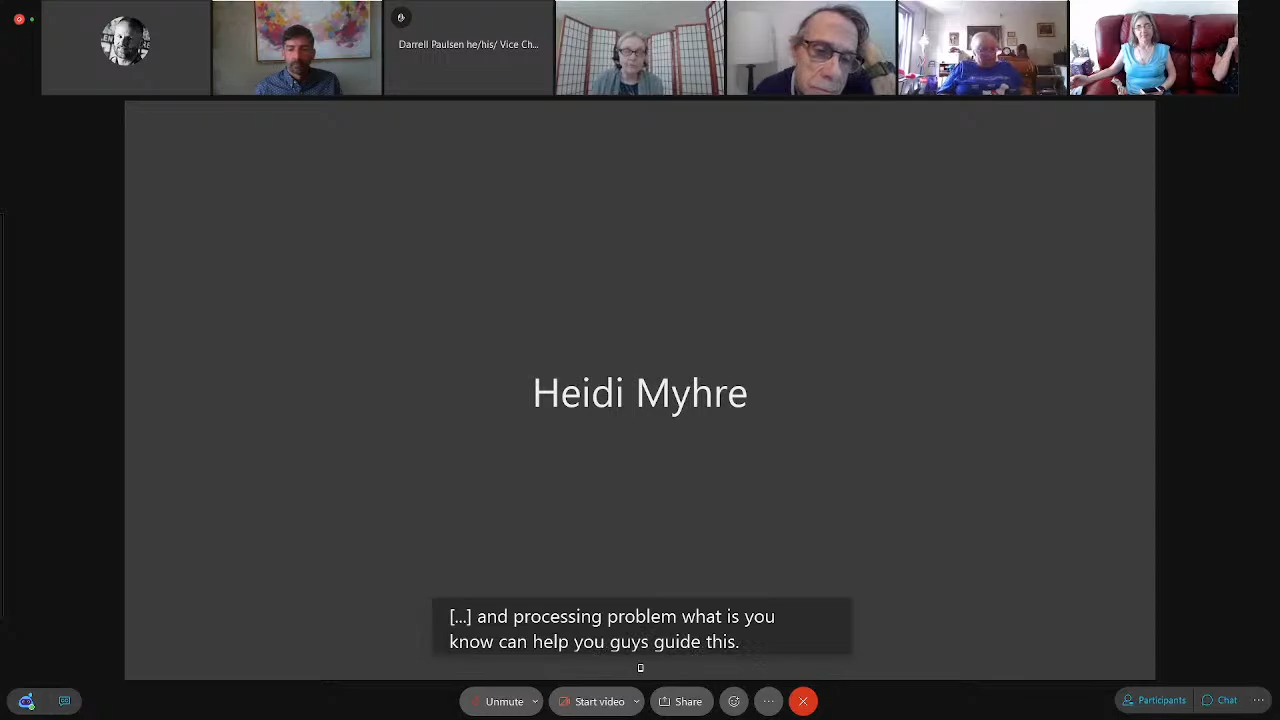 Darrell Paulsen he/his/ Vice Ch...
Heidi Myhre
[...] and processing problem what is you
know can help you guys guide this.
Unmute
Start video
Share
Participants
Chat